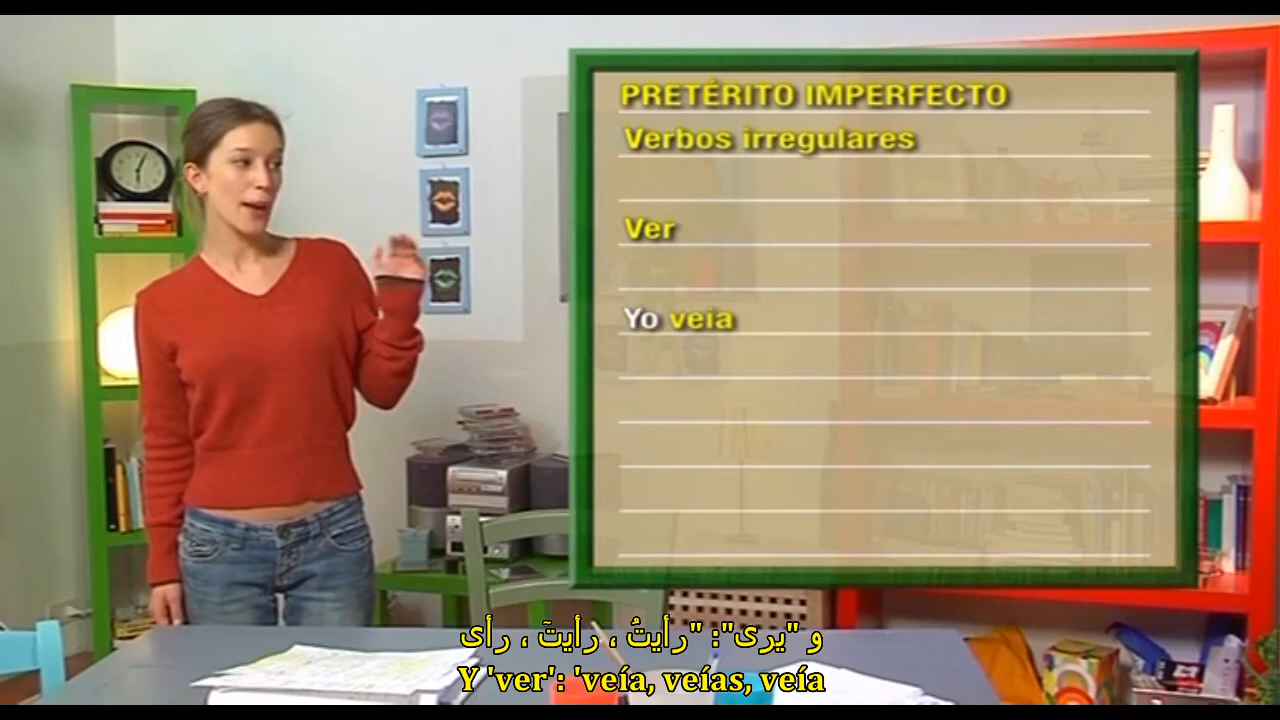 PRETÉRITO IMPERFECTO
Verbos irregulares
Ver
Yo veía
و "يرى": "رأيتُ ، رأيتَ ، رأى
Y 'ver': 'veía, veías, veía